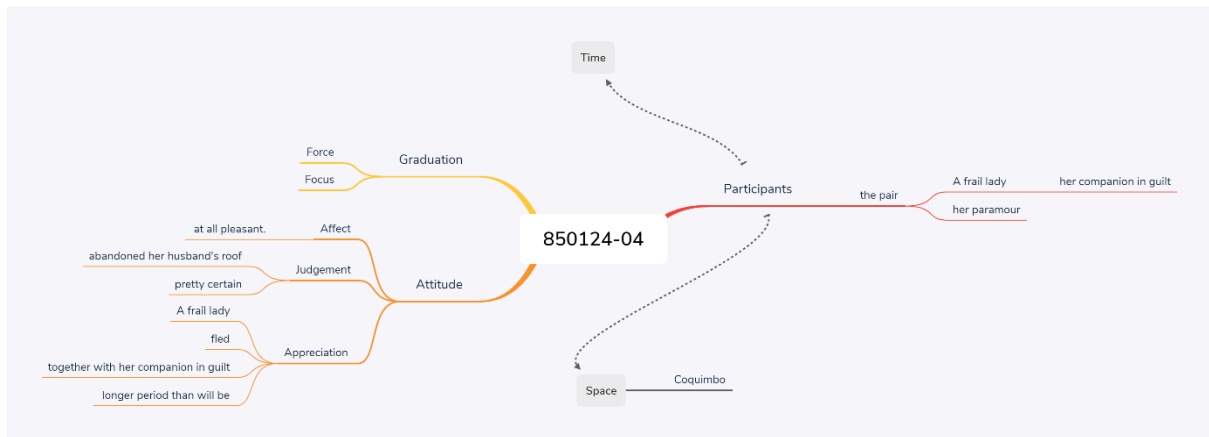 Time
Force
Graduation
Focus
A frail lady
her companion in guilt
Participants
the pair
her paramour
at all pleasant.
Affect
850124-04
abandoned her husband's roof
Judgement
pretty certain
Attitude
A frail lady
fled
Appreciation
together with her companion in guilt
longer period than will be
Coquimbo
Space